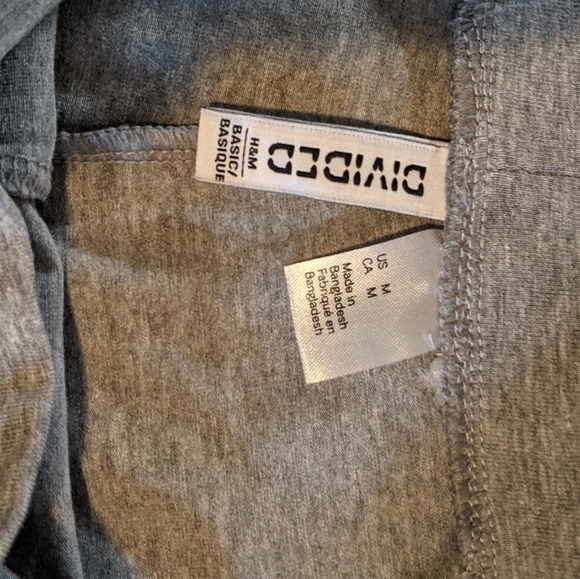 DIVIDED
H&M
BASIC/
BASIQUE
US M
CA M
Made in
Bangladesh
Fabriqué en
Bangladesh